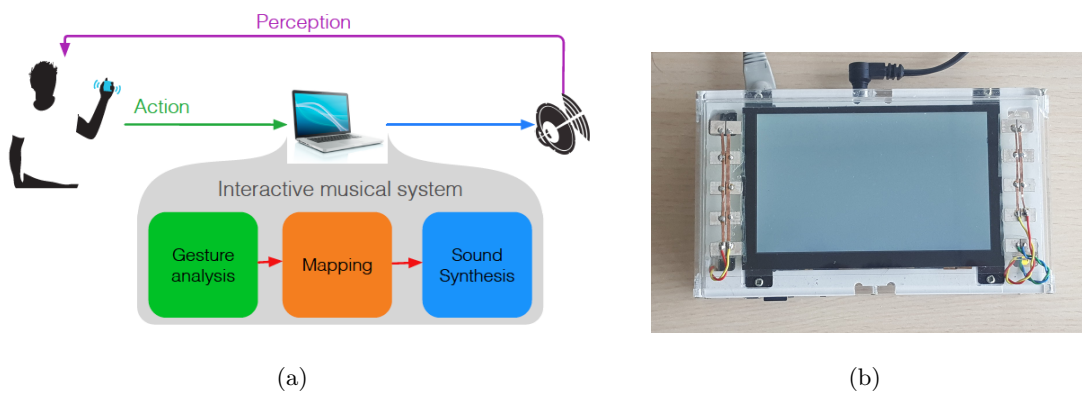 Perception
Action
Interactive musical system
Gesture
analysis
Mapping
Sound
Synthesis
(a)
(b)